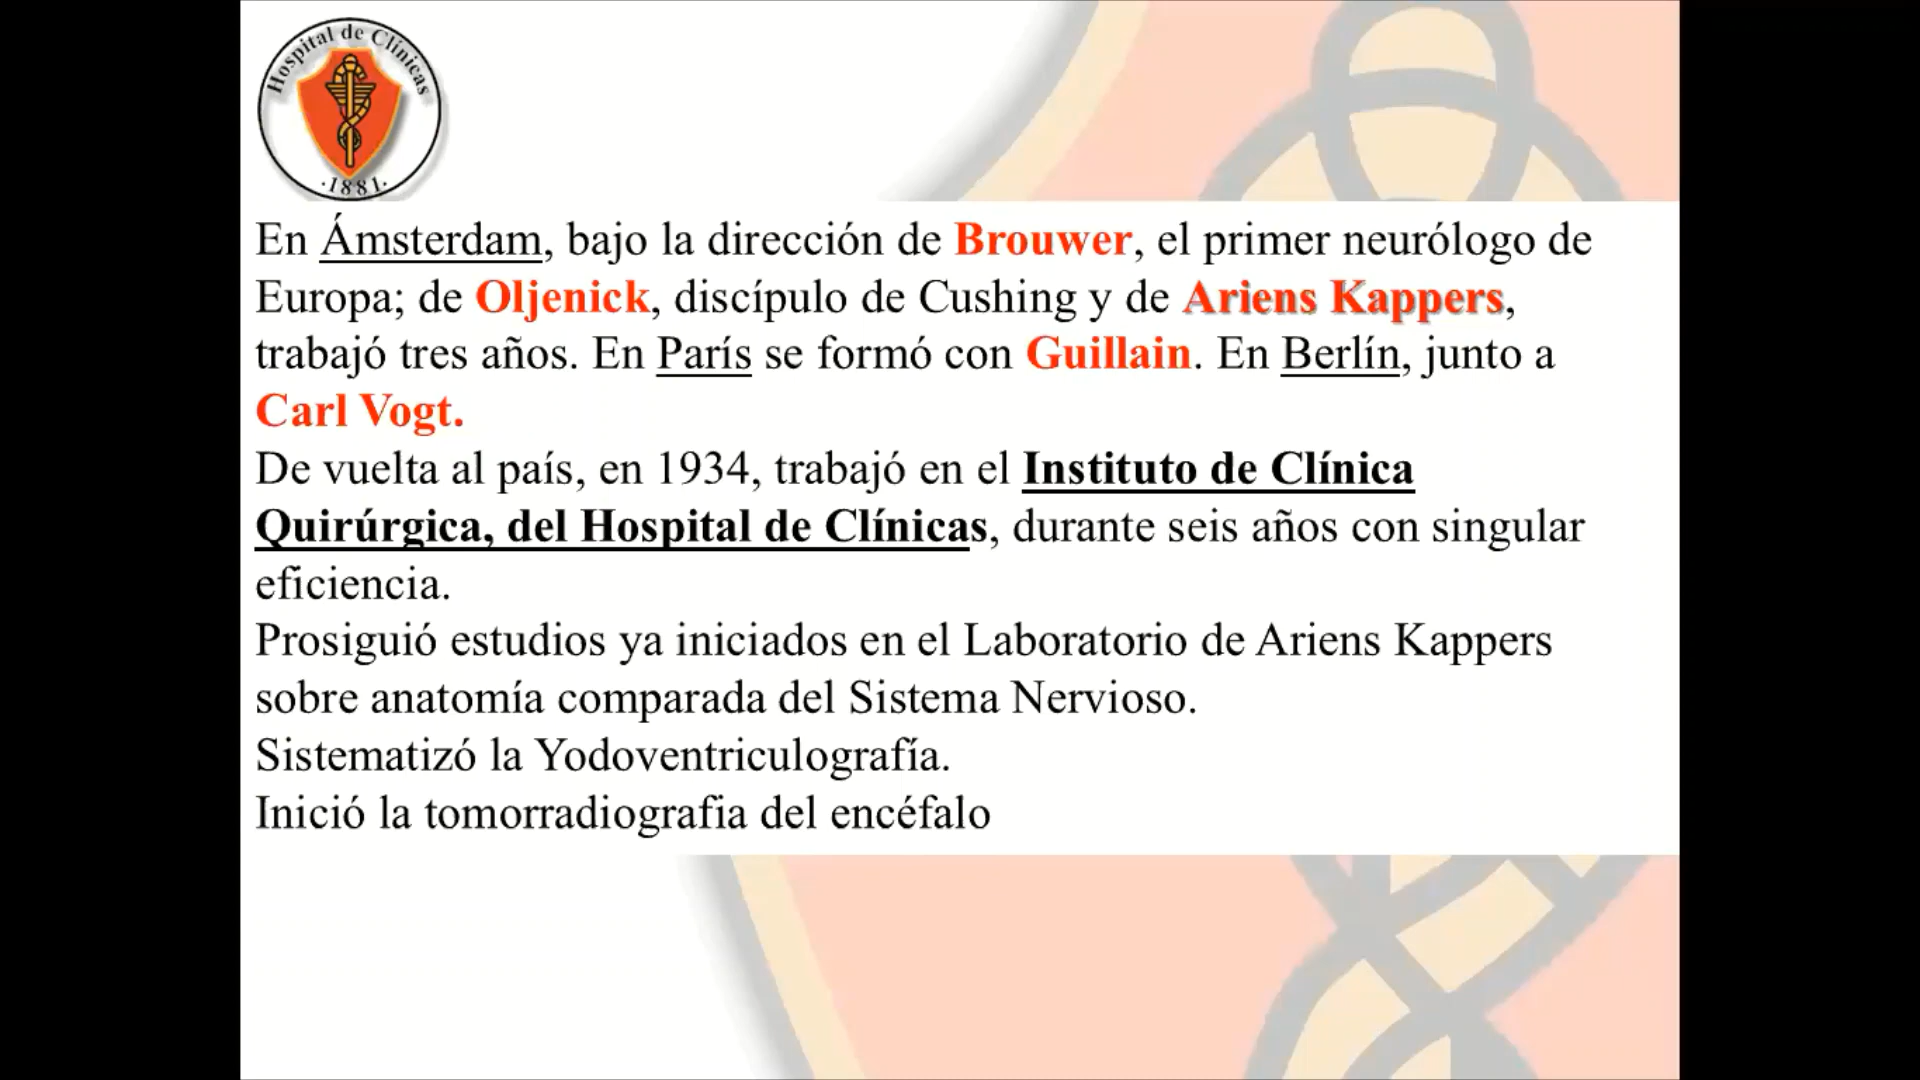 Hospital de Clínicas
·1881·
En Ámsterdam, bajo la dirección de Brouwer, el primer neurólogo de
Europa; de Oljenick, discípulo de Cushing y de Ariens Kappers,
trabajó tres años. En París se formó con Guillain. En Berlín, junto a
Carl Vogt.
De vuelta al país, en 1934, trabajó en el Instituto de Clínica
Quirúrgica, del Hospital de Clínicas, durante seis años con singular
eficiencia.
Prosiguió estudios ya iniciados en el Laboratorio de Ariens Kappers
sobre anatomía comparada del Sistema Nervioso.
Sistematizó la Yodoventriculografía.
Inició la tomorradiografia del encéfalo